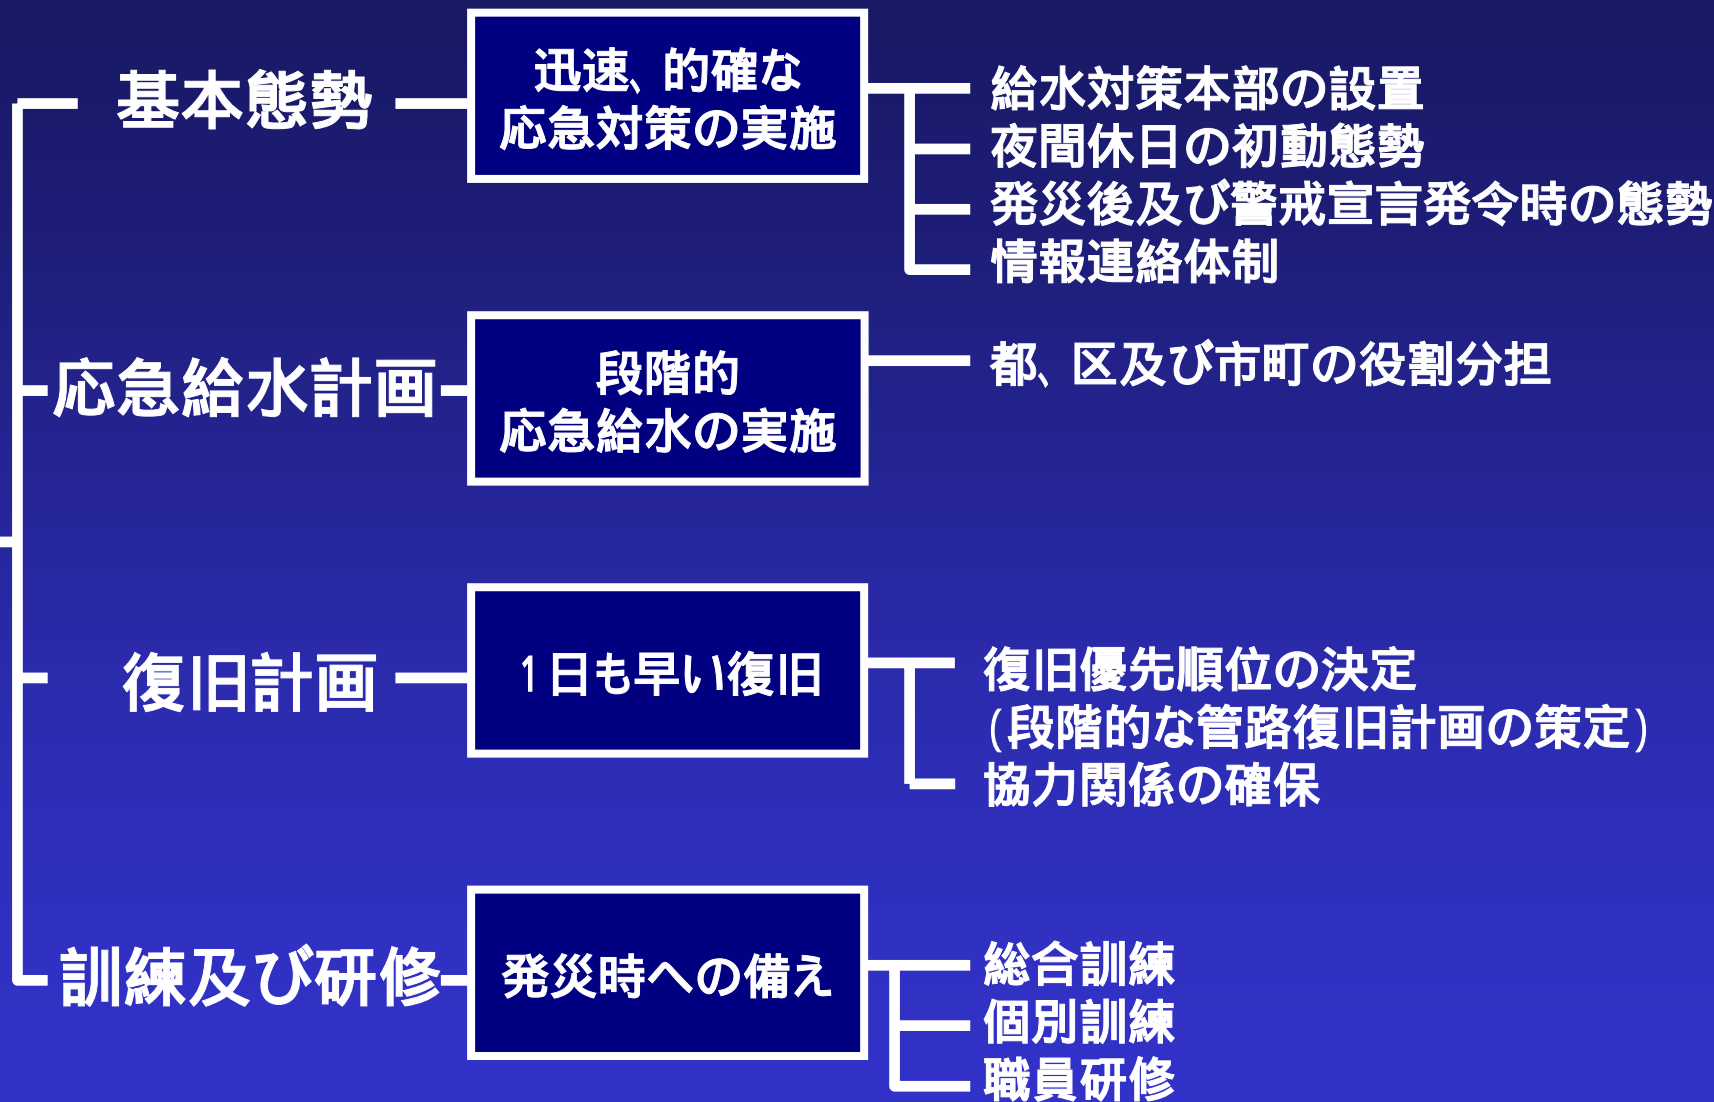 基本態勢
迅速、的確な
応急対策の実施
給水対策本部の設置
夜間休日の初動態勢
発災後及び警戒宣言発令時の態勢
情報連絡体制
応急給水計画
段階的
応急給水の実施
都、区及び市町の役割分担
復旧計画
1日も早い復旧
復旧優先順位の決定
(段階的な管路復旧計画の策定)
協力関係の確保
訓練及び研修
発災時への備え
総合訓練
個別訓練
職員研修